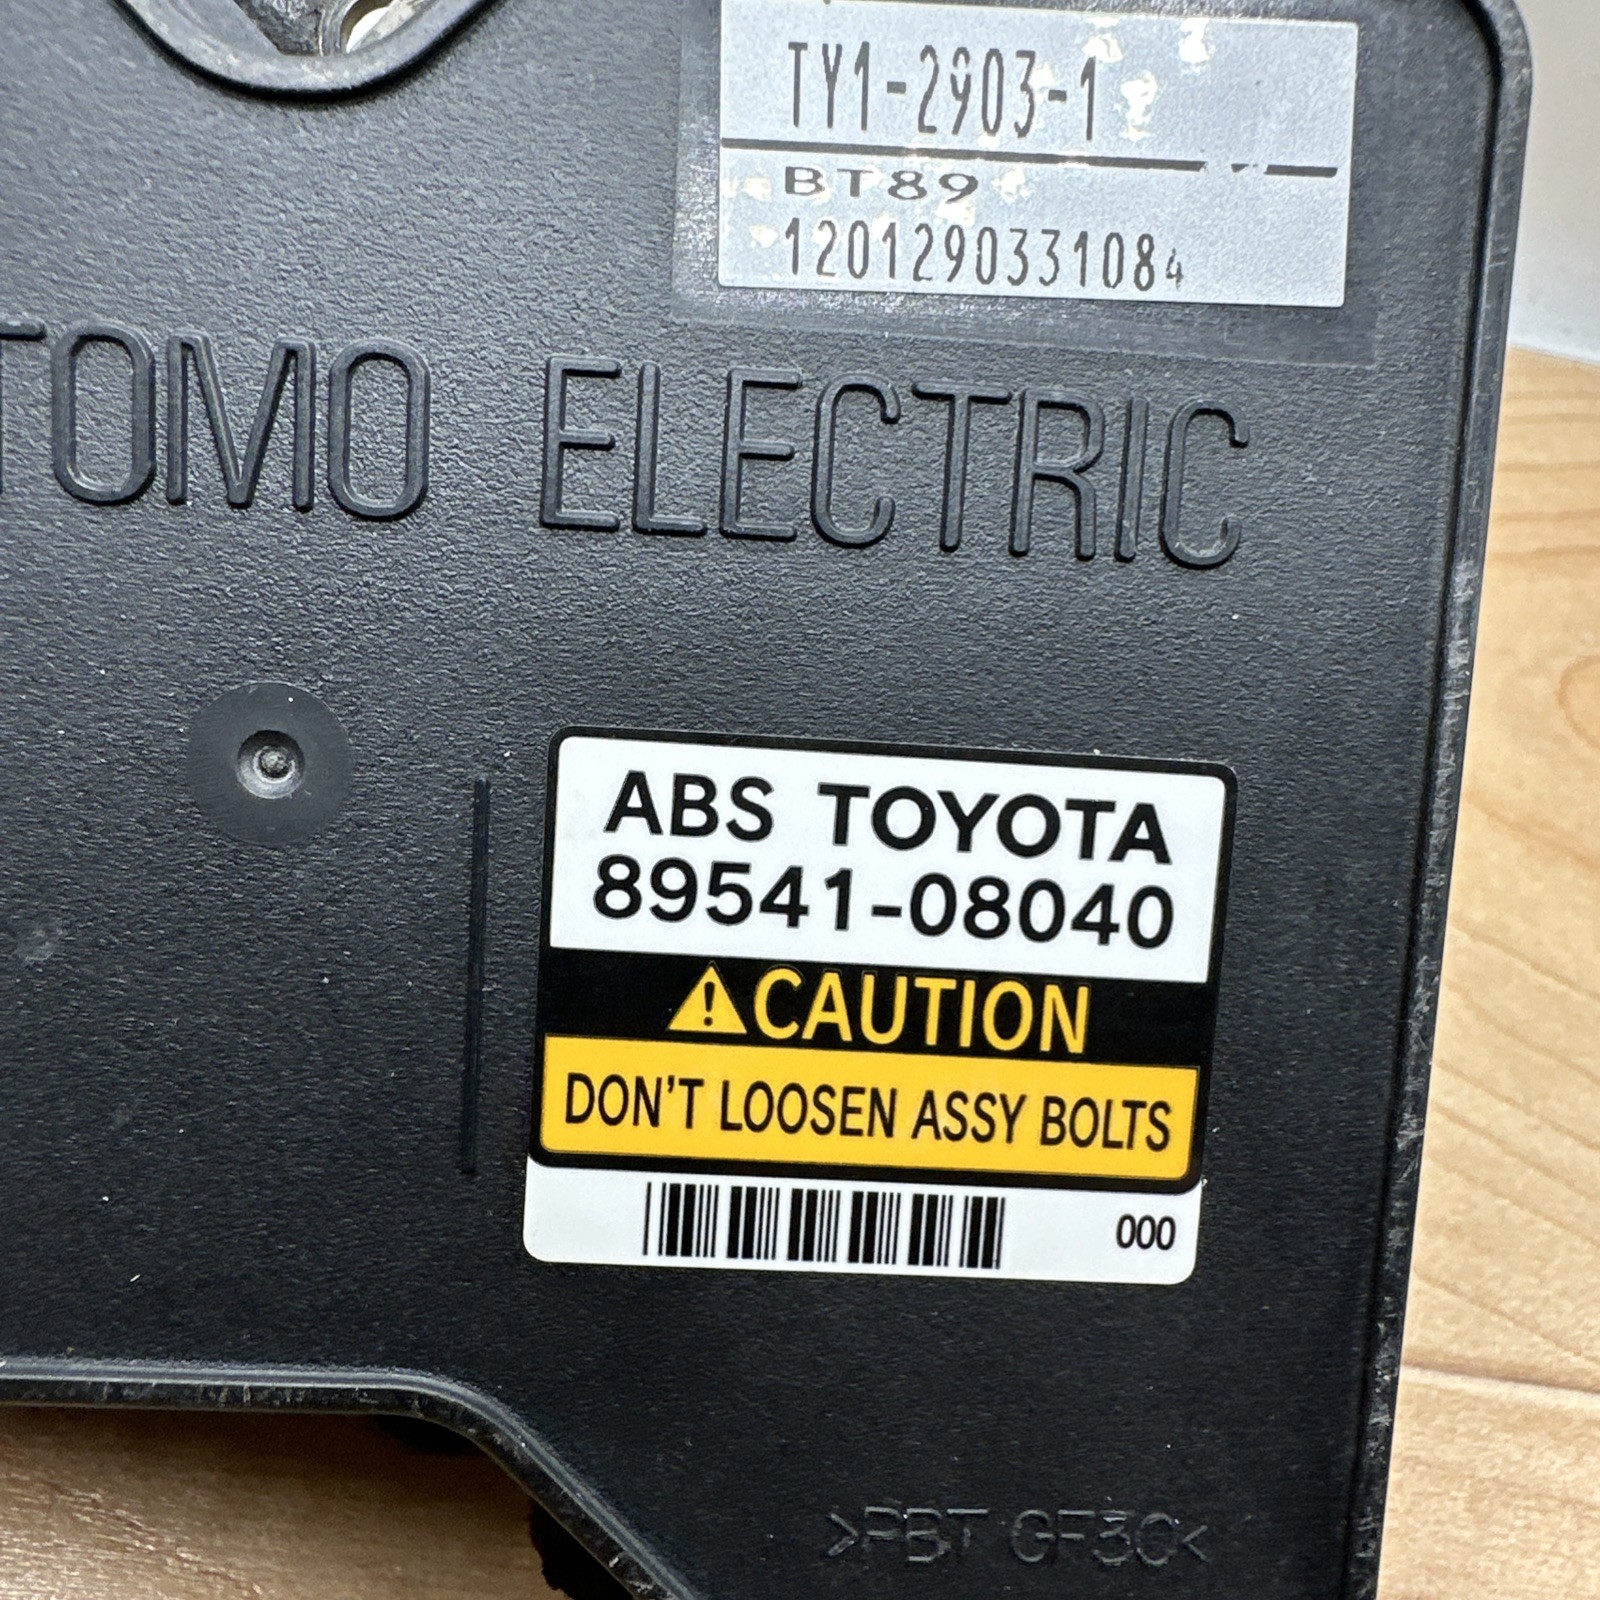 TY1-2903-1
BT89
1201290331084
TOMO ELECTRIC
ABS TOYOTA
89541-08040
CAUTION
DON'T LOOSEN ASSY BOLTS
000
>PBT GF30<